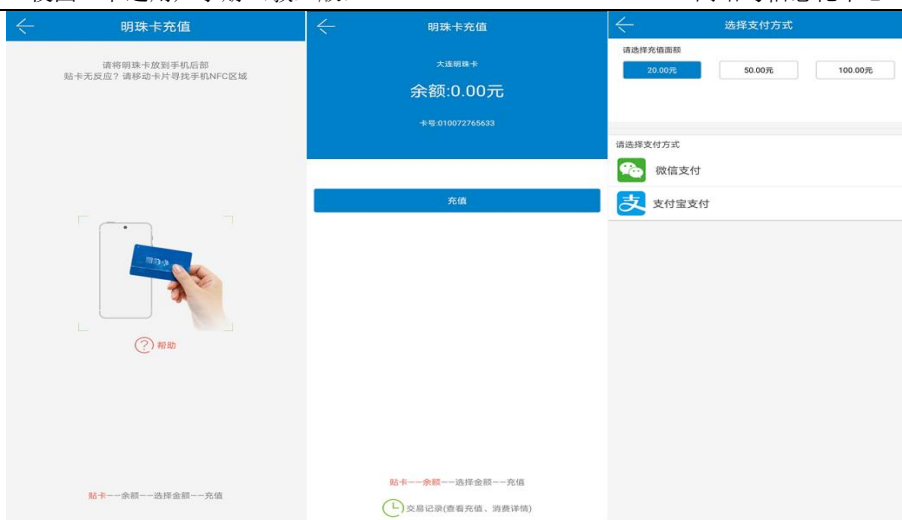 明珠卡充值
请将明珠卡放到手机后部
贴卡无反应？请移动卡片寻找手机NFC区域
明珠卡
?帮助
贴卒——余额——选择金额——充值
明珠卡充值
大连明珠卡
余额:0.00元
卡号:010072765633
充值
贴卡——余额——选择金额——充值
交易记录(查看充值、消费详情)
选择支付方式
请选择充值面额
20.00元
50.00元
100.00元
请选择支付方式
微信支付
支 支付宝支付